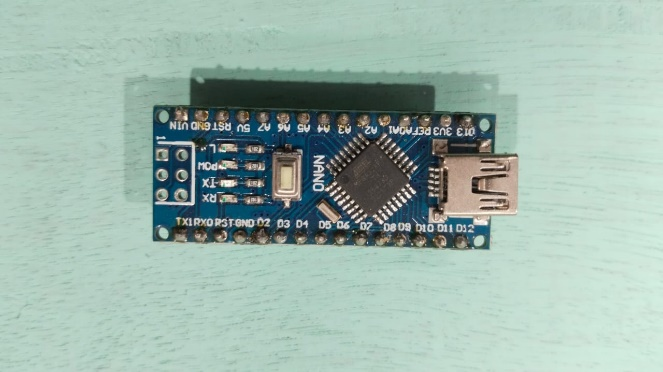 VIN GND RST 5V A7 A6 A5 A4 A3 A2 A1 A0 REF 3V3 D13
1
L
POW
TX
RX
NANO
TX1 RX0 RST GND D2 D3 D4 D5 D6 D7 D8 D9 D10 D11 D12